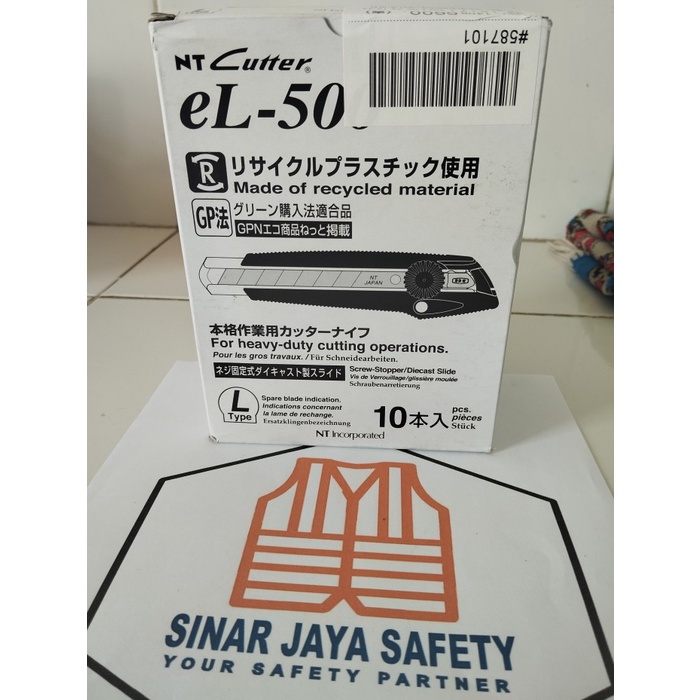 #587101
NT Cutter®
eL-50
R
リサイクルプラスチック使用
Made of recycled material
GP法
グリーン購入法適合品
GPNエコ商品ねっと掲載
NT
JAPAN
本格作業用カッターナイフ
For heavy-duty cutting operations.
Pour les gros travaux. / Für Schneidearbeiten.
ネジ固定式ダイキャスト製スライド
Screw-Stopper/Diecast Slide
Vis de Verrouillage/glissière moulée
Schraubenarretierung
L
Type
Spare blade indication.
Indications concernant
la lame de rechange.
Ersatzklingenbezeichnung
10本入
pcs.
pièces
Stück
NT Incorporated
SINAR JAYA SAFETY
YOUR SAFETY PARTNER